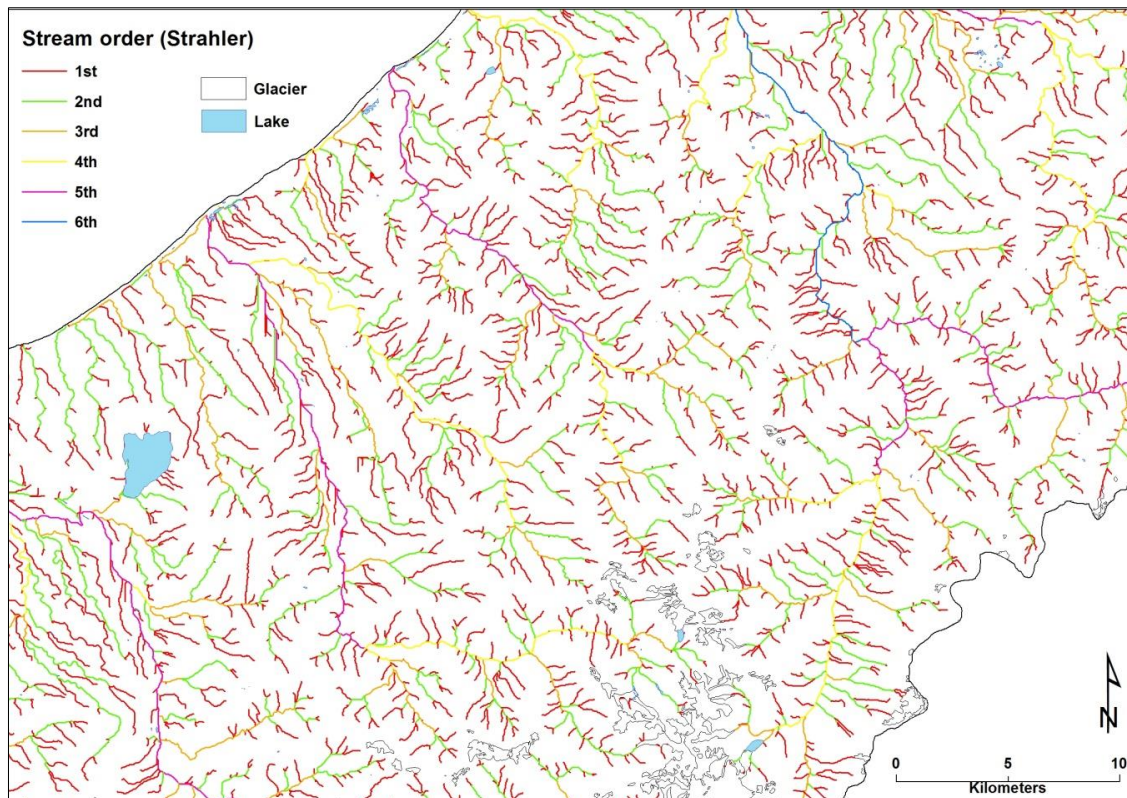 Stream order (Strahler)
1st
2nd
3rd
4th
5th
6th
Glacier
Lake
N
0 5 10
Kilometers